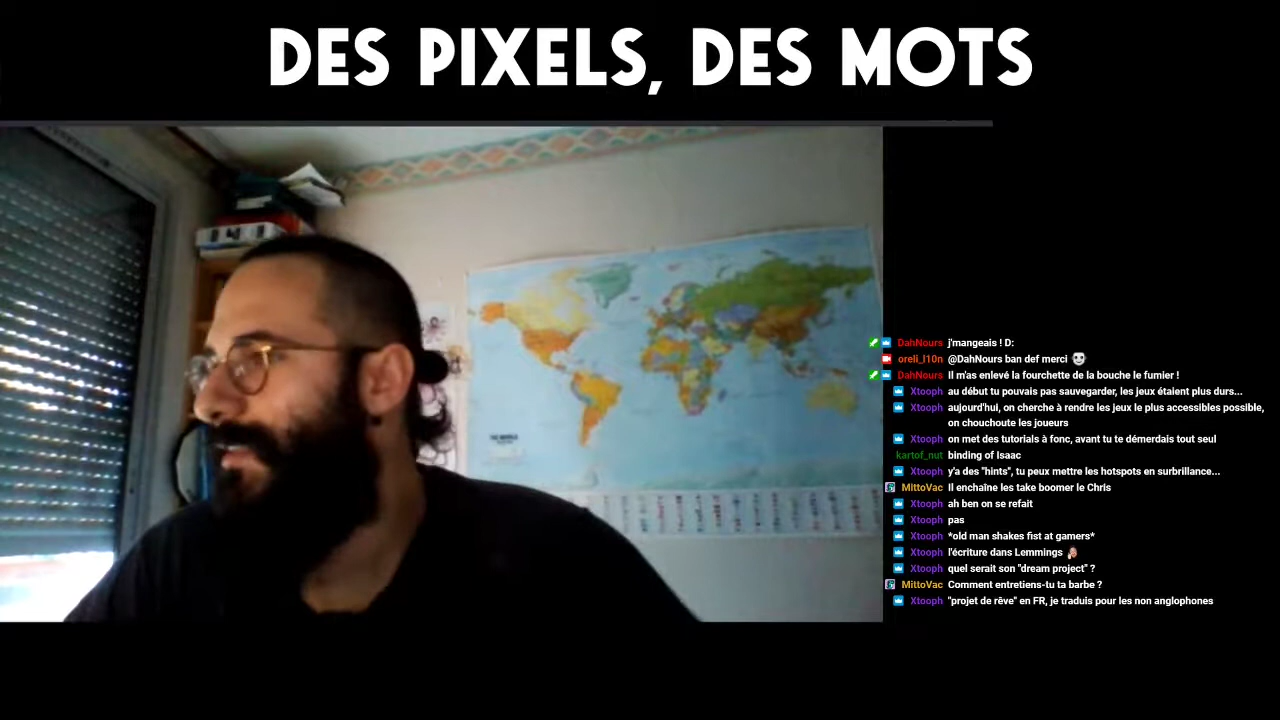 DES PIXELS, DES MOTS
THE WORLD
DahNours j'mangeais ! D:
oreli_l10n @DahNours ban def merci
DahNours Il m'as enlevé la fourchette de la bouche le fumier !
Xtooph au début tu pouvais pas sauvegarder, les jeux étaient plus durs...
Xtooph aujourd'hui, on cherche à rendre les jeux le plus accessibles possible,
on chouchoute les joueurs
Xtooph on met des tutorials à fonc, avant tu te démerdais tout seul
kartof_nut binding of Isaac
Xtooph y'a des "hints", tu peux mettre les hotspots en surbrillance...
MittoVac Il enchaîne les take boomer le Chris
Xtooph ah ben on se refait
Xtooph pas
Xtooph *old man shakes fist at gamers*
Xtooph l'écriture dans Lemmings
Xtooph quel serait son "dream project" ?
MittoVac Comment entretiens-tu ta barbe ?
Xtooph "projet de rêve" en FR, je traduis pour les non anglophones